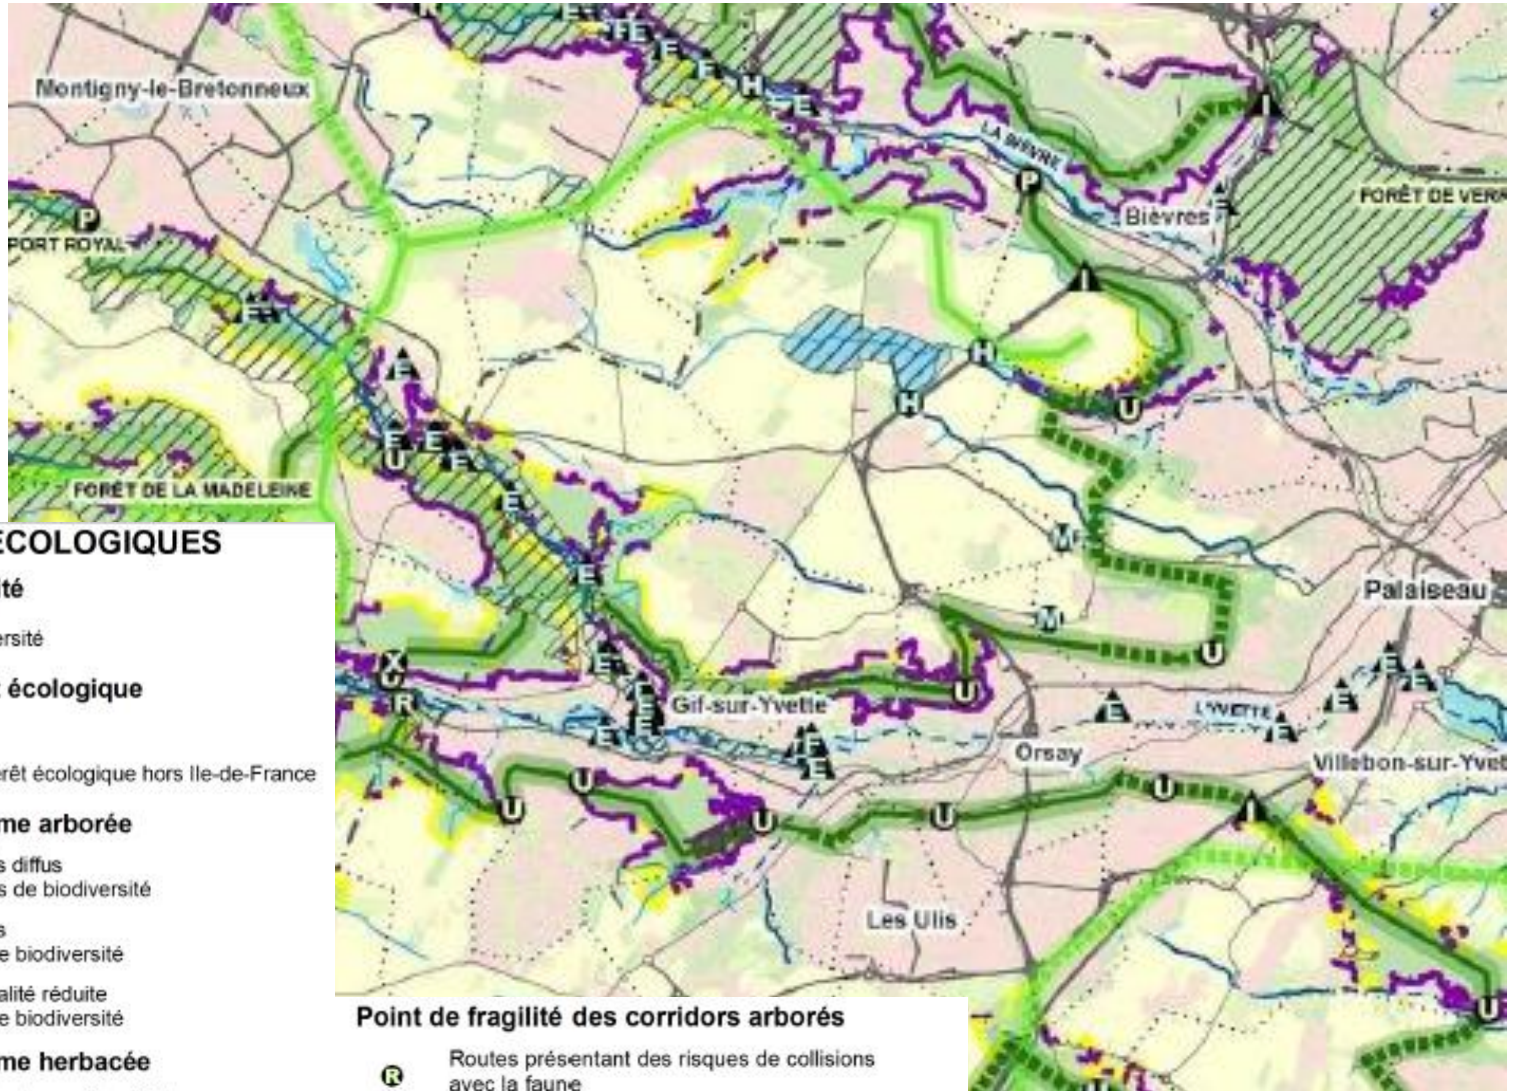 Montigny-le-Bretonneux
LA BIÈVRE
Bièvres
FORÊT DE VERR
PORT ROYAL
FORÊT DE LA MADELEINE
Palaiseau
Gif-sur-Yvette
L'YVETTE
Orsay
Villebon-sur-Yvet
Les Ulis
ECOLOGIQUES
ité
ersité
t écologique
érêt écologique hors Ile-de-France
me arborée
s diffus
s de biodiversité
s
e biodiversité
alité réduite
e biodiversité
me herbacée
Point de fragilité des corridors arborés
R
Routes présentant des risques de collisions
avec la faune